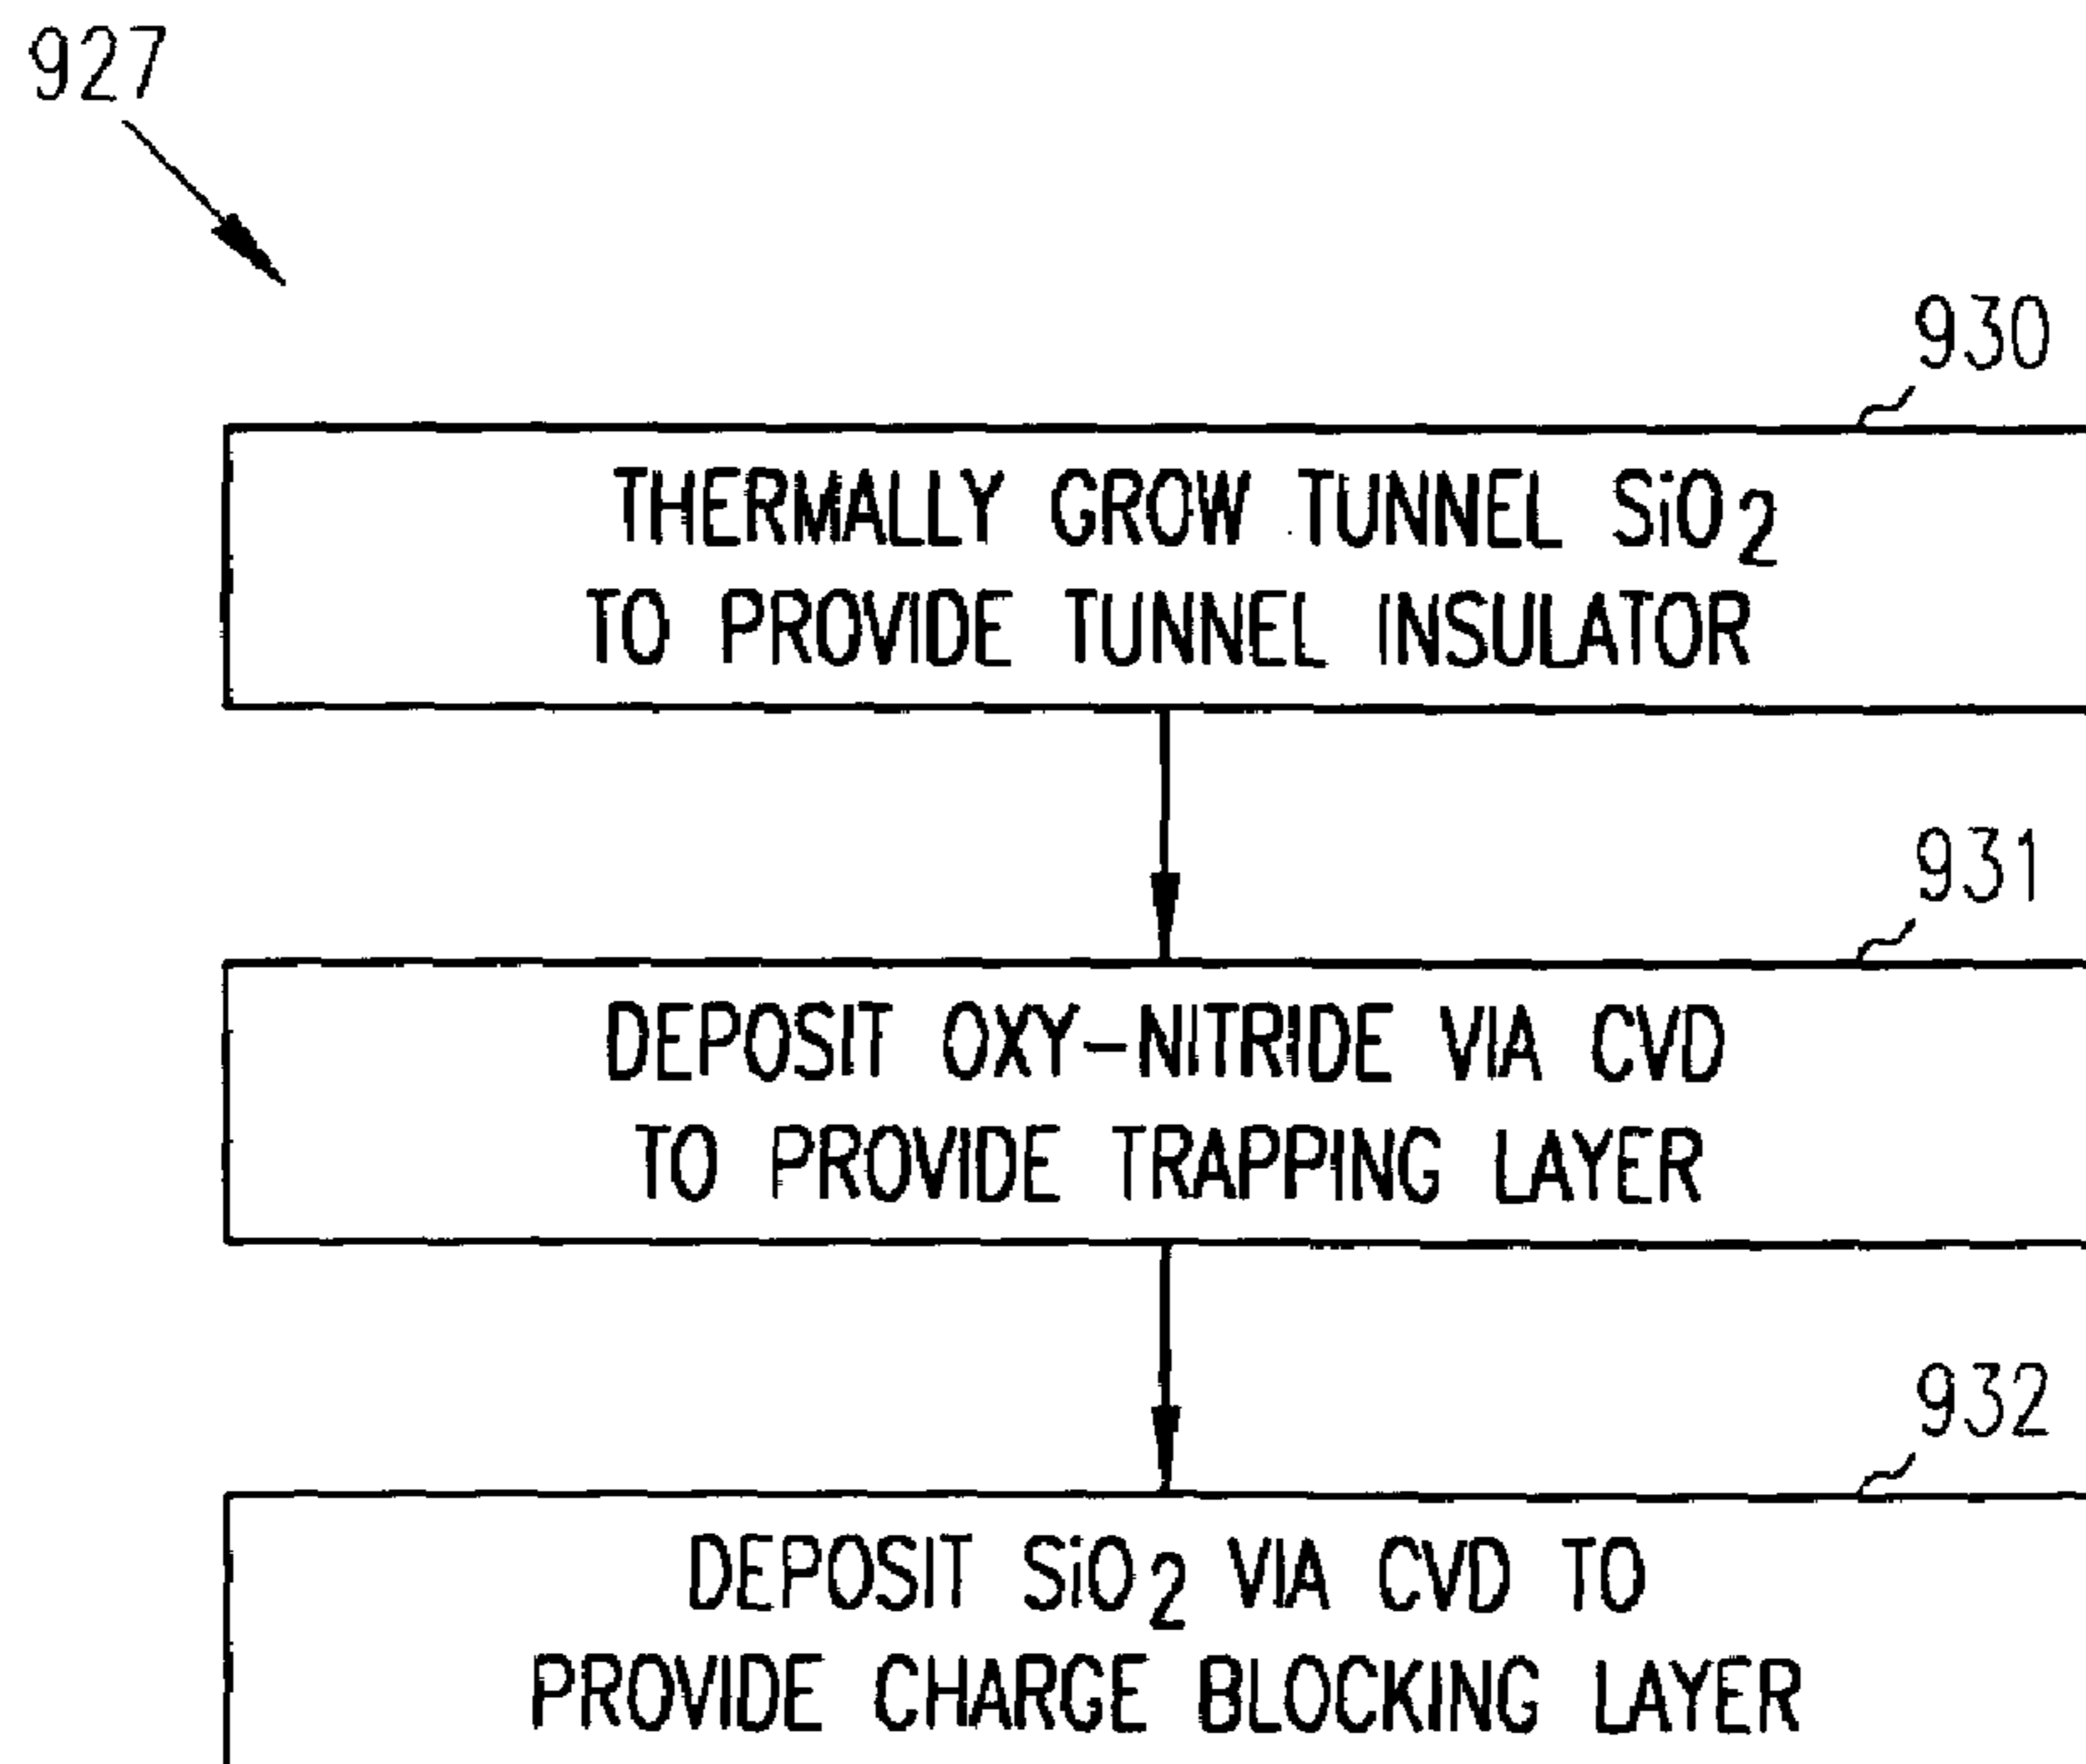 927
930
THERMALLY GROW TUNNEL SiO₂
TO PROVIDE TUNNEL INSULATOR
931
DEPOSIT OXY-NITRIDE VIA CVD
TO PROVIDE TRAPPING LAYER
932
DEPOSIT SiO₂ VIA CVD TO
PROVIDE CHARGE BLOCKING LAYER